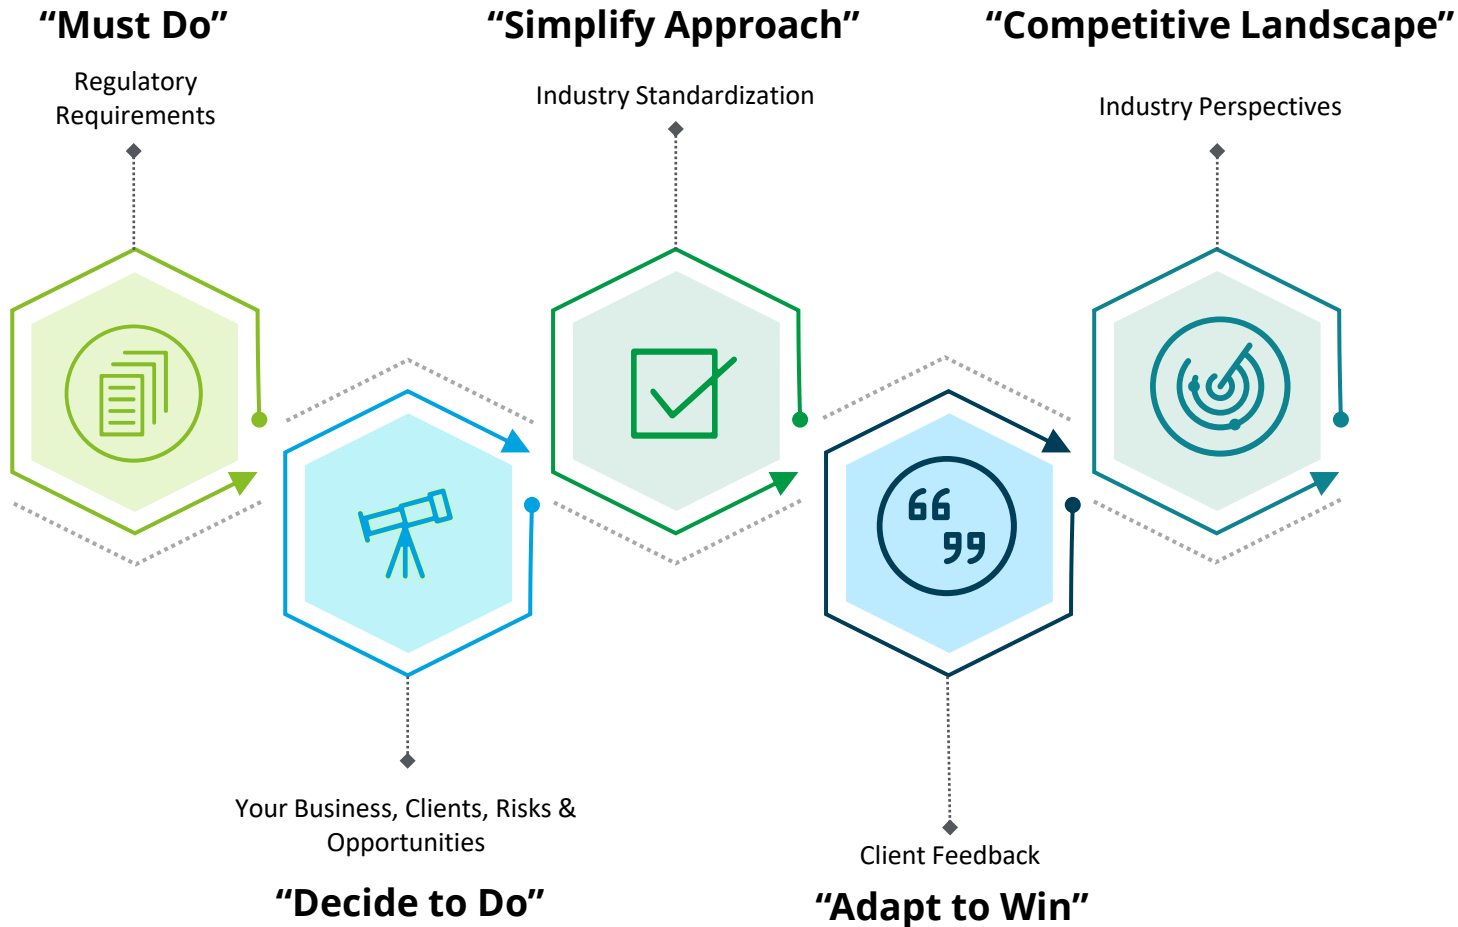 “Must Do”
Regulatory
Requirements
“Simplify Approach”
Industry Standardization
“Competitive Landscape”
Industry Perspectives
Your Business, Clients, Risks &
Opportunities
“Decide to Do”
Client Feedback
“Adapt to Win”